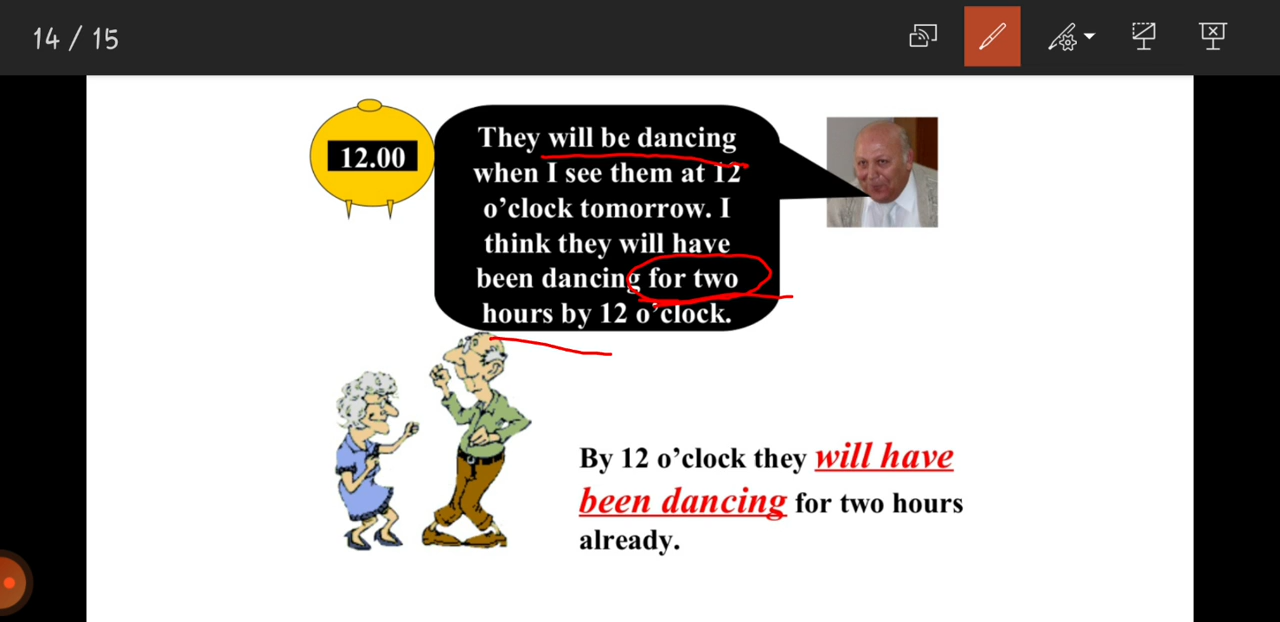 14 / 15
12.00
They will be dancing
when I see them at 12
o’clock tomorrow. I
think they will have
been dancing for two
hours by 12 o’clock.
By 12 o’clock they will have
been dancing for two hours
already.